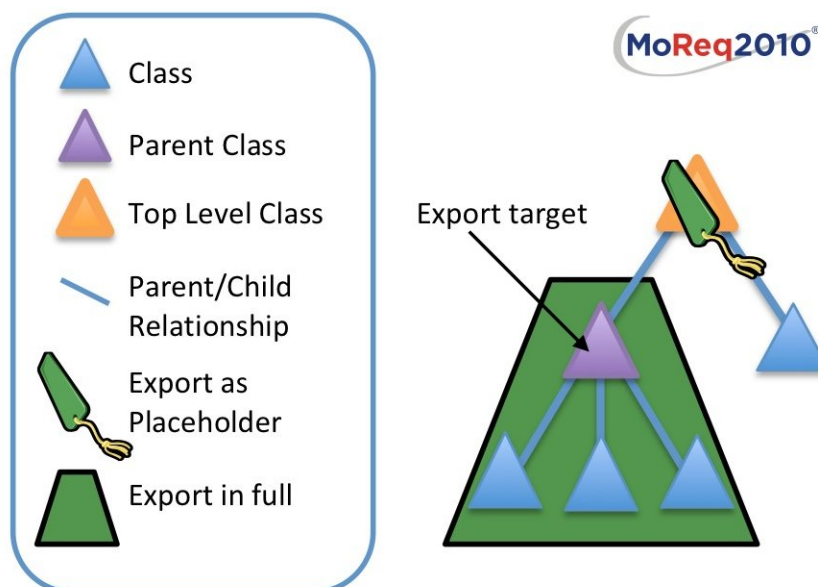 MoReq2010®
Class
Parent Class
Top Level Class
Parent/Child
Relationship
Export as
Placeholder
Export in full
Export target